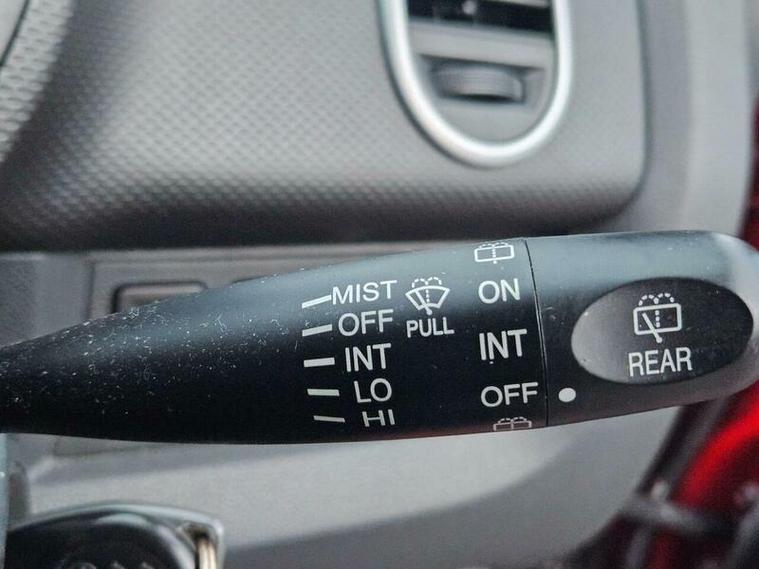 MIST
OFF
INT
LO
HI
PULL
ON
INT
OFF
REAR